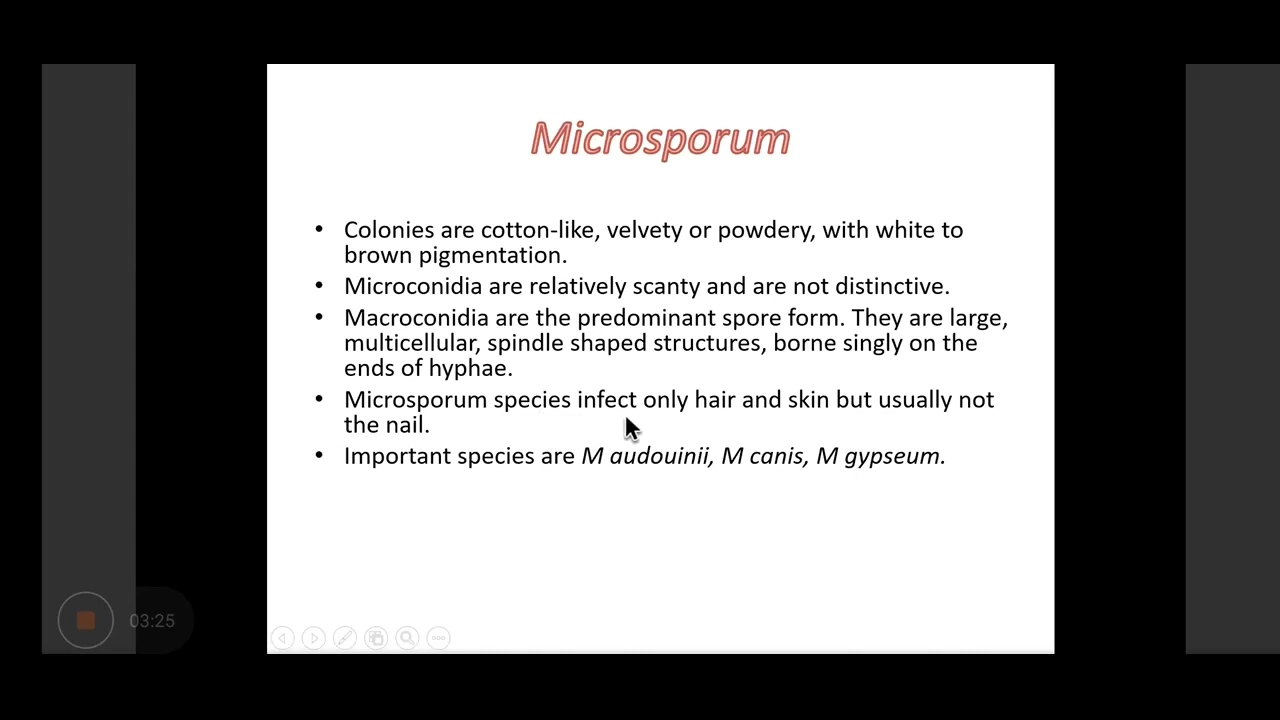 Microsporum
• Colonies are cotton-like, velvety or powdery, with white to
brown pigmentation.
• Microconidia are relatively scanty and are not distinctive.
• Macroconidia are the predominant spore form. They are large,
multicellular, spindle shaped structures, borne singly on the
ends of hyphae.
• Microsporum species infect only hair and skin but usually not
the nail.
• Important species are M audouinii, M canis, M gypseum.
03:25